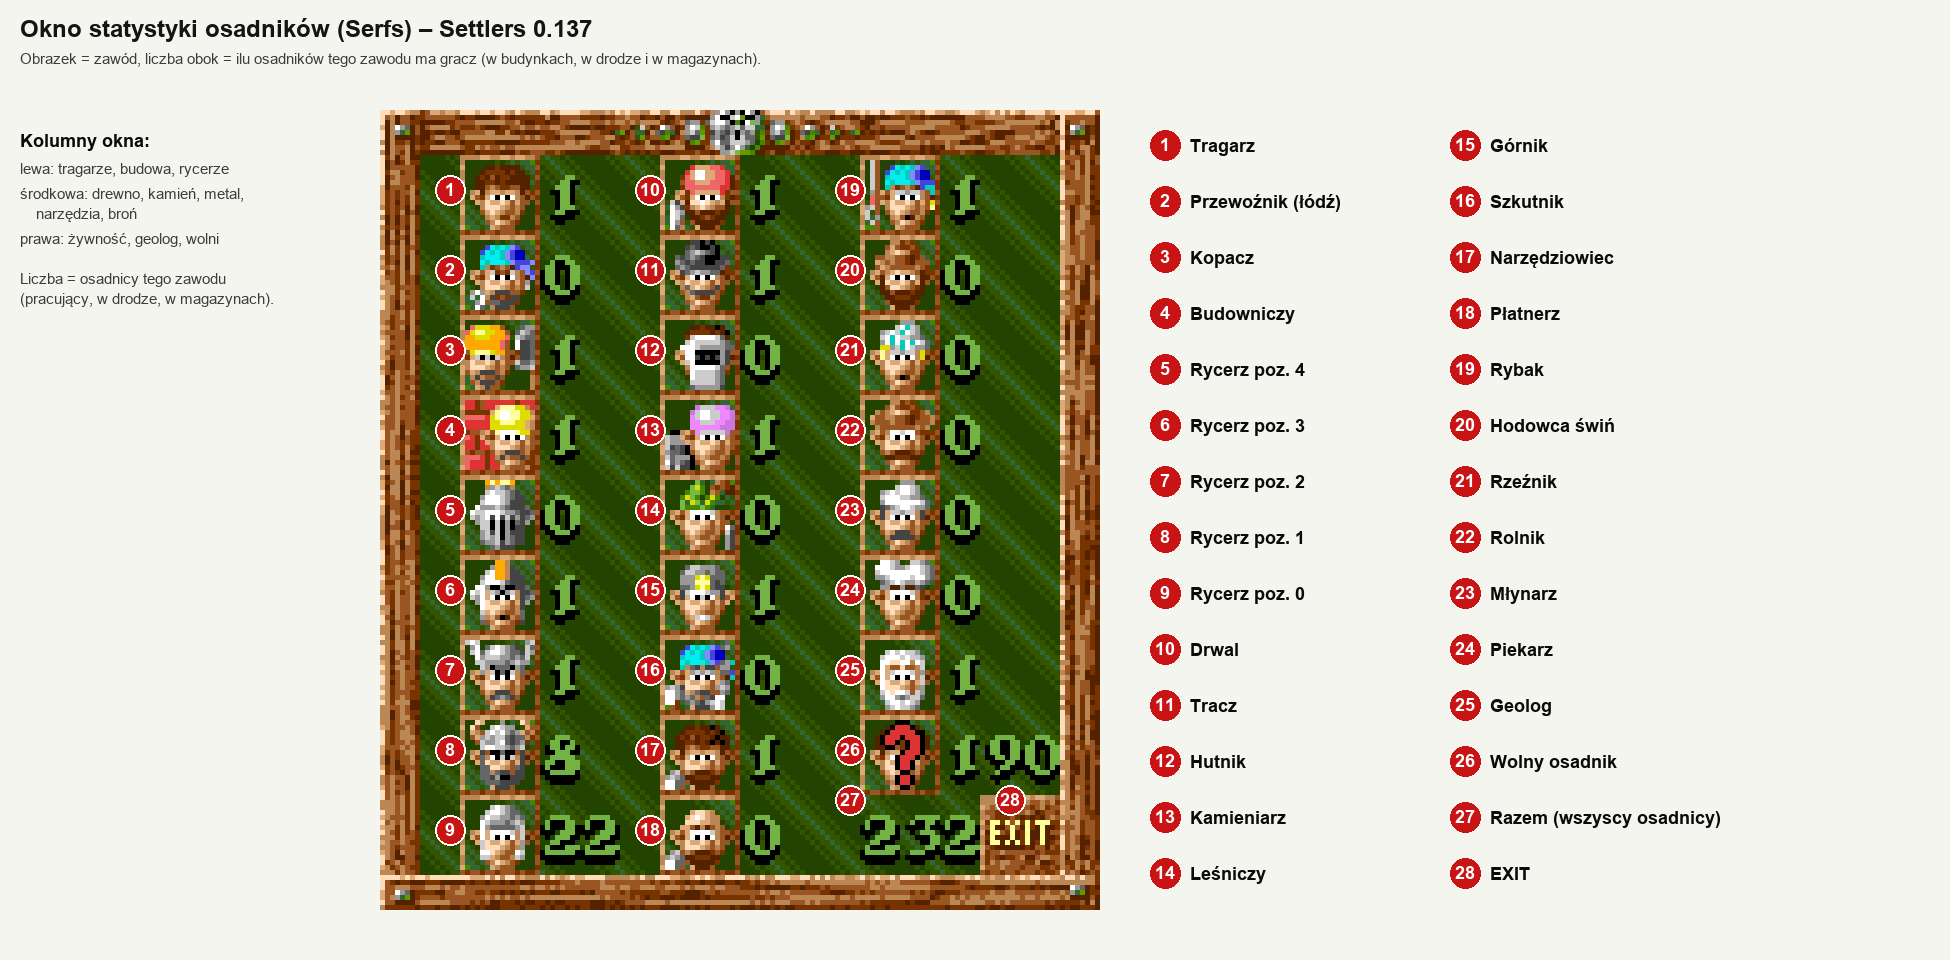 Okno statystyki osadników (Serfs) – Settlers 0.137
Obrazek = zawód, liczba obok = ilu osadników tego zawodu ma gracz (w budynkach, w drodze i w magazynach).
Kolumny okna:
lewa: tragarze, budowa, rycerze
środkowa: drewno, kamień, metal,
narzędzia, broń
prawa: żywność, geolog, wolni
Liczba = osadnicy tego zawodu
(pracujący, w drodze, w magazynach).
1 1 10 1 19 1
2 0 11 1 20 0
3 1 12 0 21 0
4 1 13 1 22 0
5 0 14 0 23 0
6 1 15 1 24 0
7 1 16 0 25 1
8 8 17 1 26 190
27 28
9 22 18 0 232 EXIT
1 Tragarz
2 Przewoźnik (łódź)
3 Kopacz
4 Budowniczy
5 Rycerz poz. 4
6 Rycerz poz. 3
7 Rycerz poz. 2
8 Rycerz poz. 1
9 Rycerz poz. 0
10 Drwal
11 Tracz
12 Hutnik
13 Kamieniarz
14 Leśniczy
15 Górnik
16 Szkutnik
17 Narzędziowiec
18 Płatnerz
19 Rybak
20 Hodowca świń
21 Rzeźnik
22 Rolnik
23 Młynarz
24 Piekarz
25 Geolog
26 Wolny osadnik
27 Razem (wszyscy osadnicy)
28 EXIT